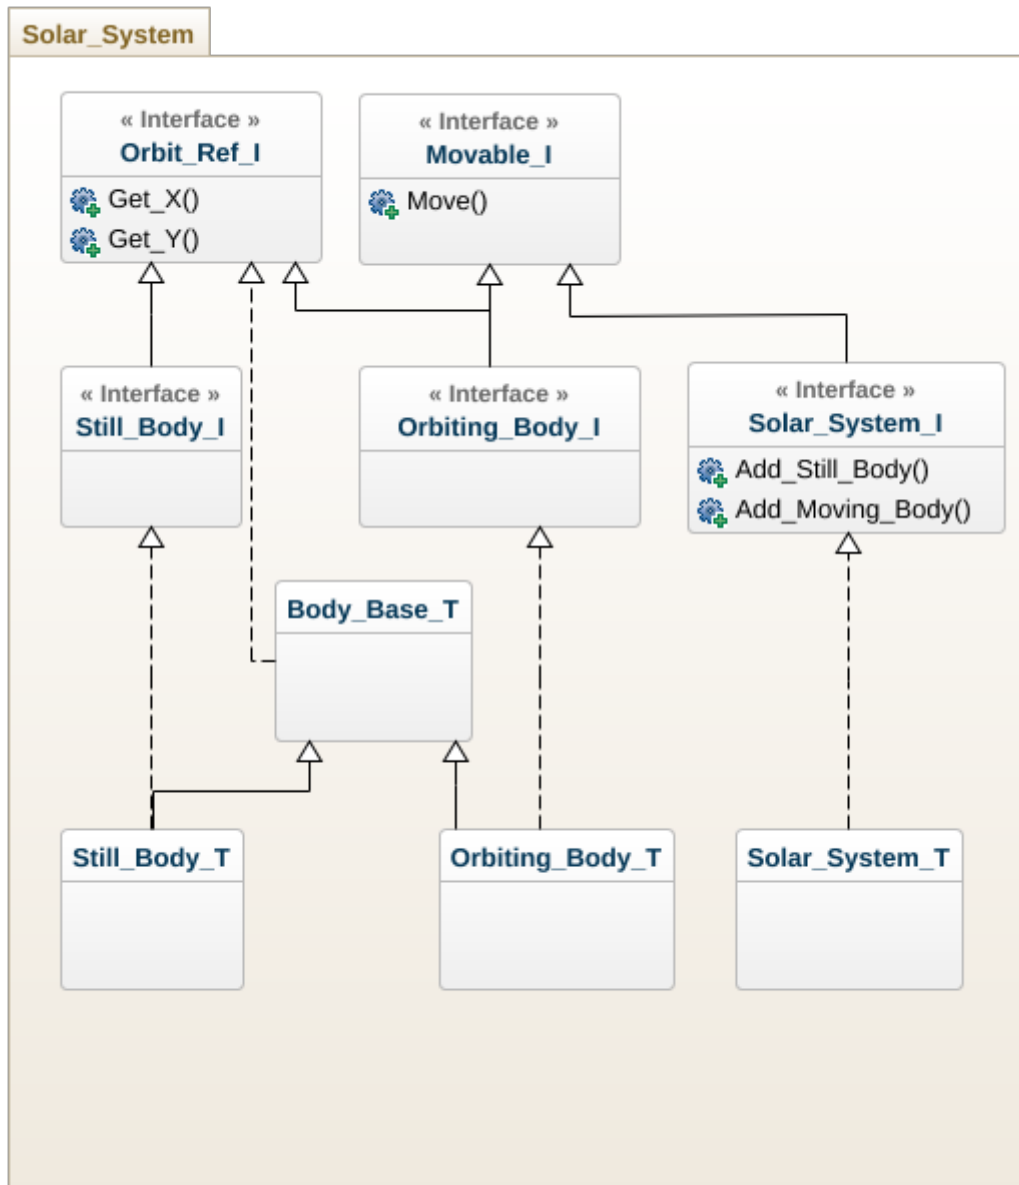 Solar_System
« Interface »
Orbit_Ref_I
Get_X()
Get_Y()
« Interface »
Movable_I
Move()
« Interface »
Still_Body_I
« Interface »
Orbiting_Body_I
« Interface »
Solar_System_I
Add_Still_Body()
Add_Moving_Body()
Body_Base_T
Still_Body_T
Orbiting_Body_T
Solar_System_T